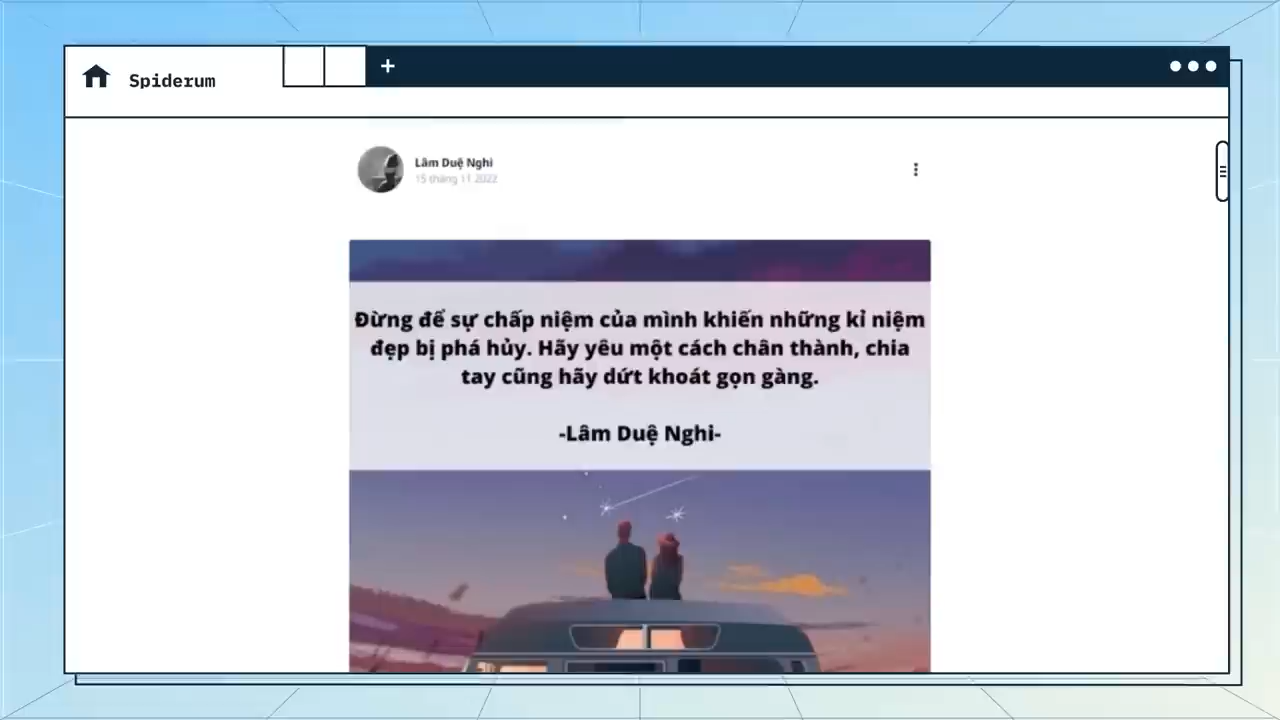 Spiderum
Lâm Duệ Nghi
15 tháng 11 2022
Đừng để sự chấp niệm của mình khiến những kỉ niệm
đẹp bị phá hủy. Hãy yêu một cách chân thành, chia
tay cũng hãy dứt khoát gọn gàng.
-Lâm Duệ Nghi-